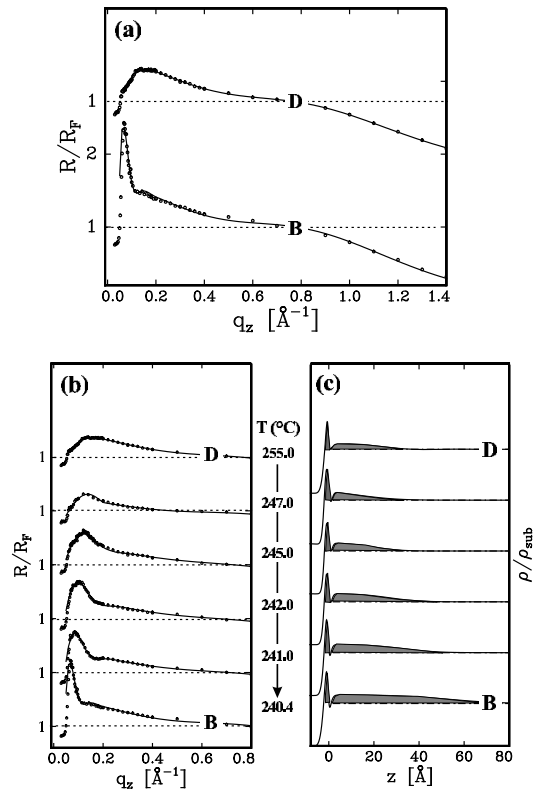 (a)
R/R_F
1
D
2
1
B
0.0 0.2 0.4 0.6 0.8 1.0 1.2 1.4
q_z [Å⁻¹]
(b)
(c)
T (°C)
R/R_F
1 D 255.0 D
1 247.0
1 245.0
1 242.0
1 241.0
1 B 240.4 B
ρ/ρ_sub
0.0 0.2 0.4 0.6 0.8
0 20 40 60 80
q_z [Å⁻¹]
z [Å]